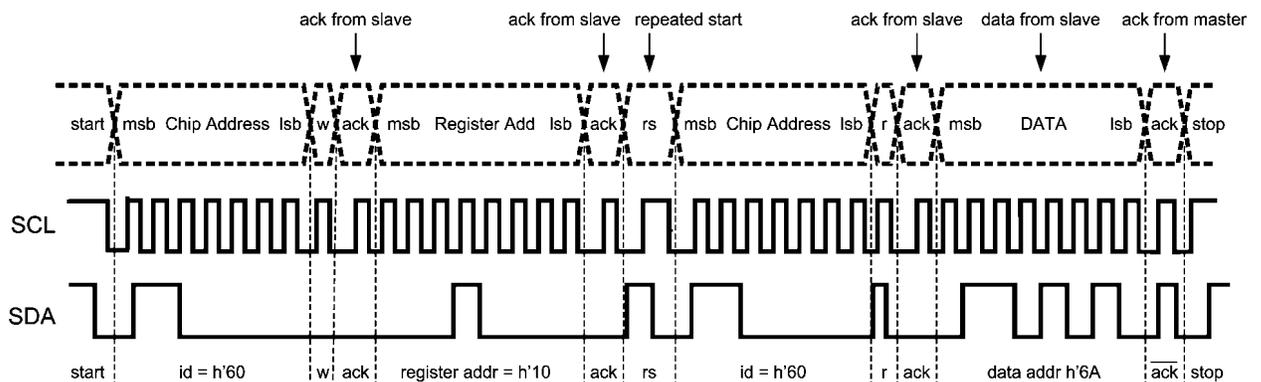 ack from slave ack from slave repeated start ack from slave data from slave ack from master
start msb Chip Address lsb w ack msb Register Add lsb ack rs msb Chip Address lsb r ack msb DATA lsb ack stop
SCL
SDA
start id = h'60 w ack register addr = h'10 ack rs id = h'60 r ack data addr h'6A ack stop